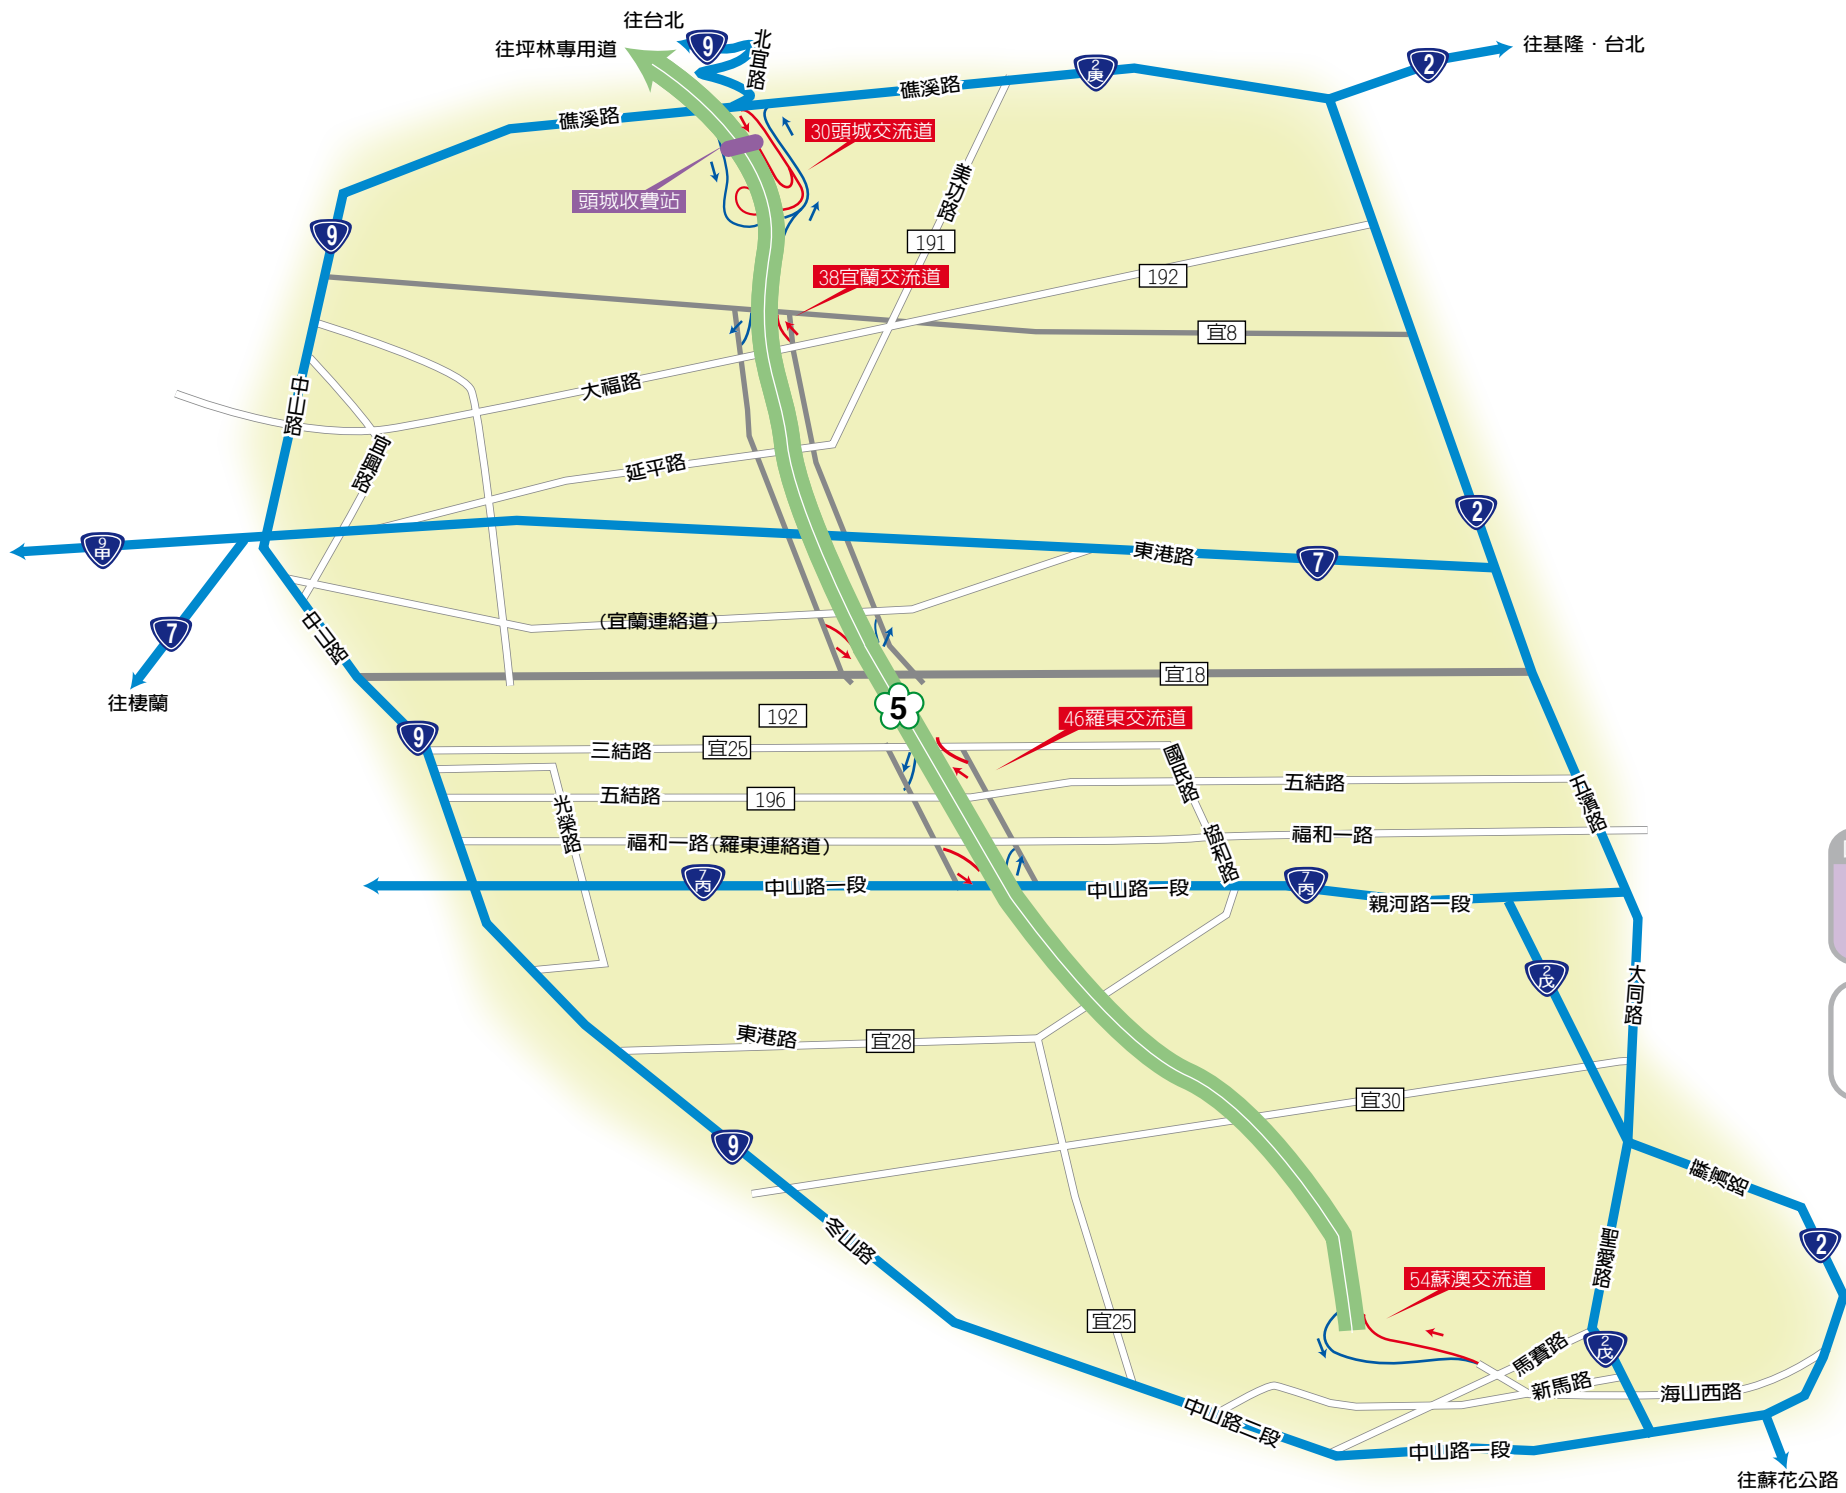 往台北
往坪林專用道
9
北宜路
往基隆．台北
2
2庚
礁溪路
礁溪路
30頭城交流道
頭城收費站
美功路
9
191
192
38宜蘭交流道
宜8
中山路
大福路
宜興路
延平路
2
9甲
東港路
7
7
(宜蘭連絡道)
中山路
往棲蘭
宜18
5
192
46羅東交流道
9
三結路
宜25
國民路
五結路
196
五結路
五濱路
光榮路
福和一路(羅東連絡道)
協和路
福和一路
7丙
中山路一段
中山路一段
7丙
親河路一段
2戊
大同路
東港路
宜28
宜30
9
蘇濱路
冬山路
聖愛路
2
54蘇澳交流道
宜25
馬賽路
2戊
新馬路
海山西路
中山路二段
中山路一段
往蘇花公路